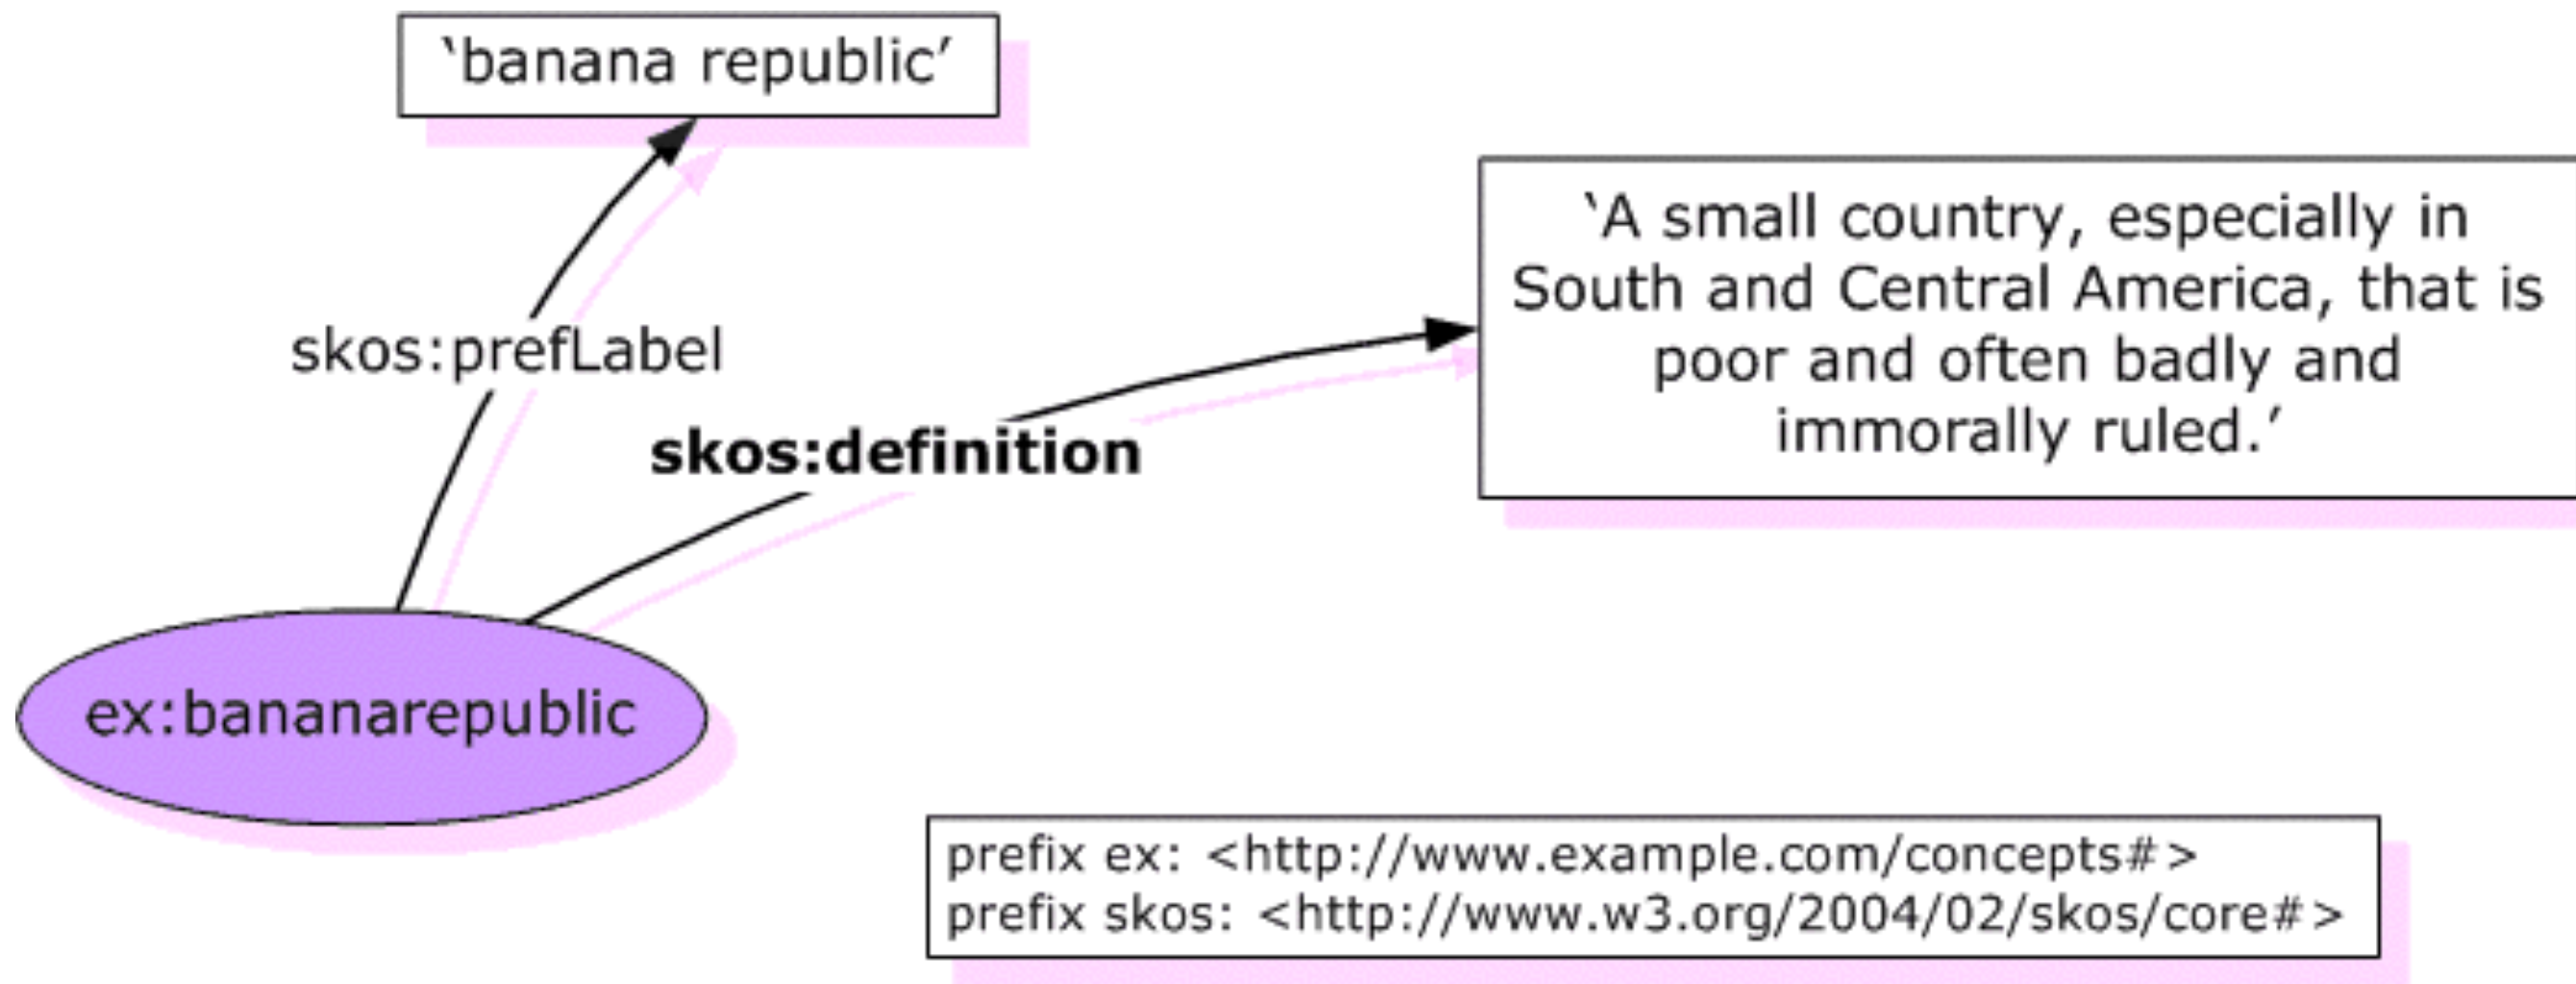 ‘banana republic’
‘A small country, especially in
South and Central America, that is
poor and often badly and
immorally ruled.’
skos:prefLabel
skos:definition
ex:bananarepublic
prefix ex: <http://www.example.com/concepts#>
prefix skos: <http://www.w3.org/2004/02/skos/core#>